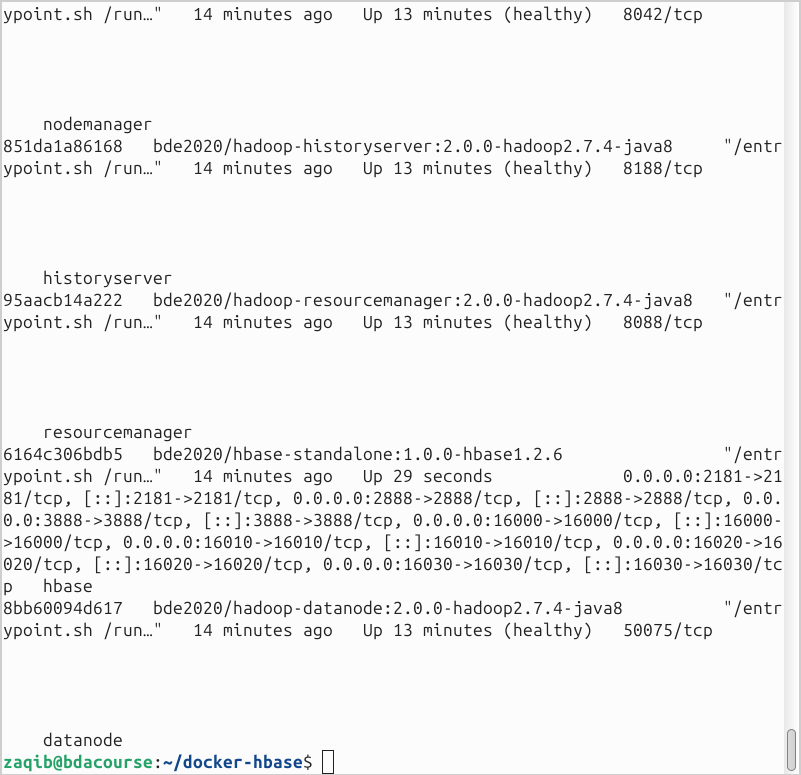 ypoint.sh /run…"   14 minutes ago   Up 13 minutes (healthy)   8042/tcp
    nodemanager
851da1a86168   bde2020/hadoop-historyserver:2.0.0-hadoop2.7.4-java8     "/entr
ypoint.sh /run…"   14 minutes ago   Up 13 minutes (healthy)   8188/tcp
    historyserver
95aacb14a222   bde2020/hadoop-resourcemanager:2.0.0-hadoop2.7.4-java8   "/entr
ypoint.sh /run…"   14 minutes ago   Up 13 minutes (healthy)   8088/tcp
    resourcemanager
6164c306bdb5   bde2020/hbase-standalone:1.0.0-hbase1.2.6                "/entr
ypoint.sh /run…"   14 minutes ago   Up 29 seconds             0.0.0.0:2181->21
81/tcp, [::]:2181->2181/tcp, 0.0.0.0:2888->2888/tcp, [::]:2888->2888/tcp, 0.0.
0.0:3888->3888/tcp, [::]:3888->3888/tcp, 0.0.0.0:16000->16000/tcp, [::]:16000-
>16000/tcp, 0.0.0.0:16010->16010/tcp, [::]:16010->16010/tcp, 0.0.0.0:16020->16
020/tcp, [::]:16020->16020/tcp, 0.0.0.0:16030->16030/tcp, [::]:16030->16030/tc
p   hbase
8bb60094d617   bde2020/hadoop-datanode:2.0.0-hadoop2.7.4-java8          "/entr
ypoint.sh /run…"   14 minutes ago   Up 13 minutes (healthy)   50075/tcp
    datanode
zaqib@bdacourse:~/docker-hbase$